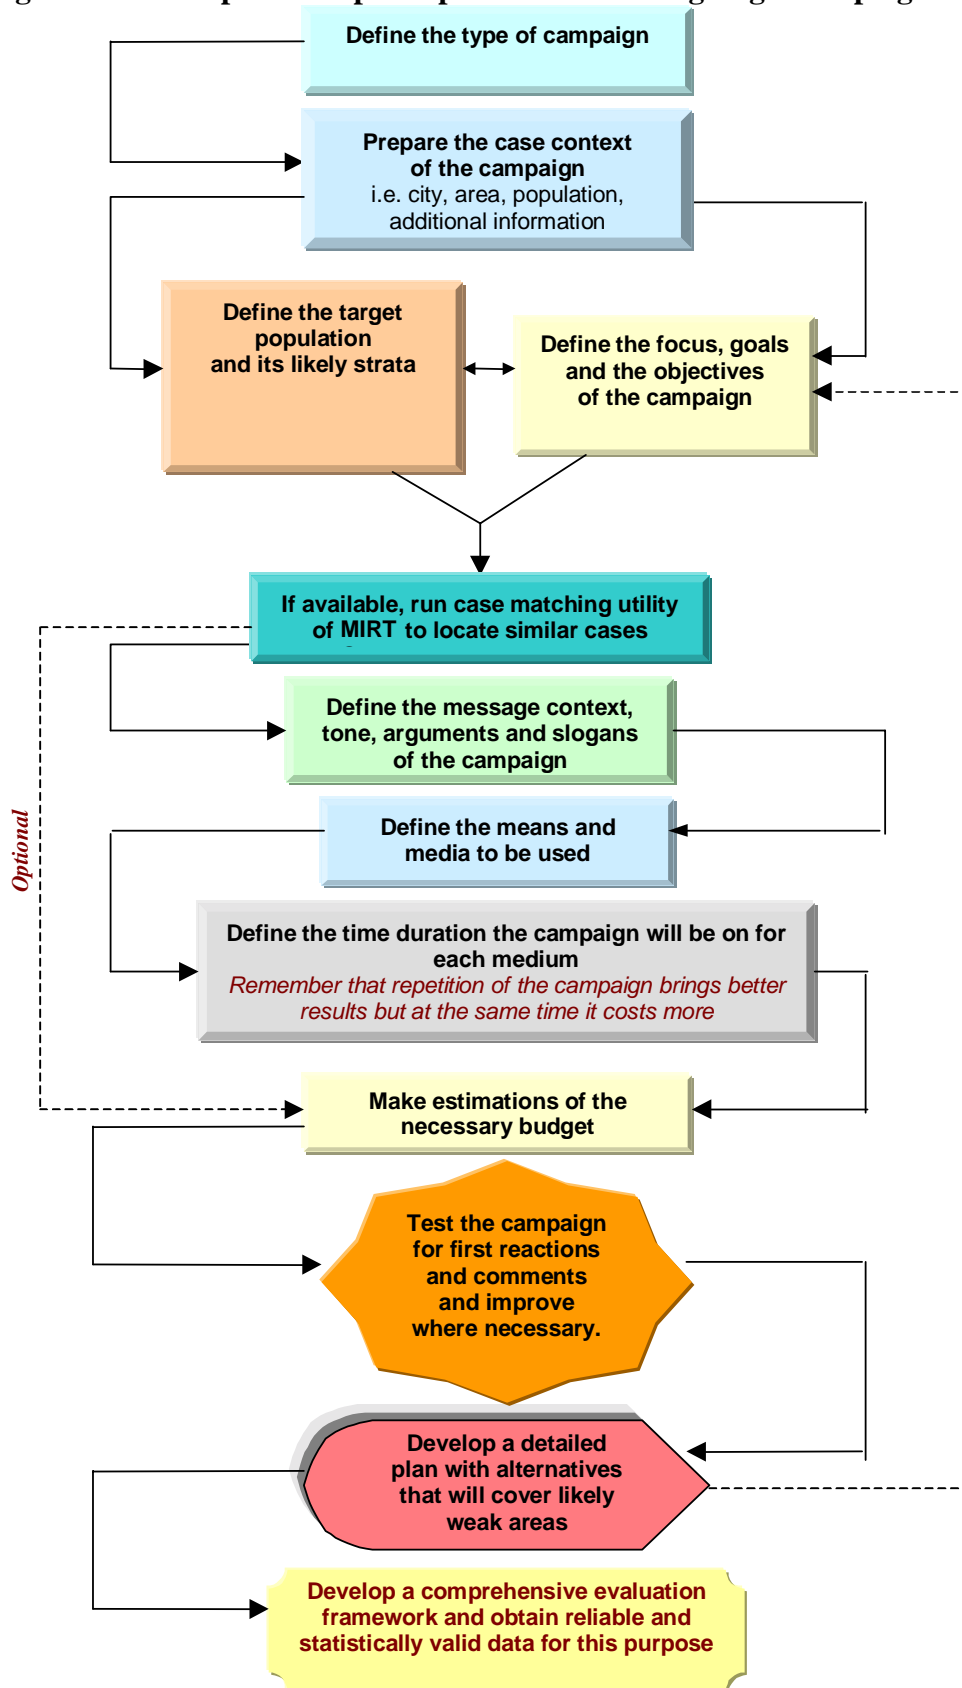 Define the type of campaign
Prepare the case context
of the campaign
i.e. city, area, population,
additional information
Define the target
population
and its likely strata
Define the focus, goals
and the objectives
of the campaign
If available, run case matching utility
of MIRT to locate similar cases
Define the message context,
tone, arguments and slogans
of the campaign
Optional
Define the means and
media to be used
Define the time duration the campaign will be on for
each medium
Remember that repetition of the campaign brings better
results but at the same time it costs more
Make estimations of the
necessary budget
Test the campaign
for first reactions
and comments
and improve
where necessary.
Develop a detailed
plan with alternatives
that will cover likely
weak areas
Develop a comprehensive evaluation
framework and obtain reliable and
statistically valid data for this purpose